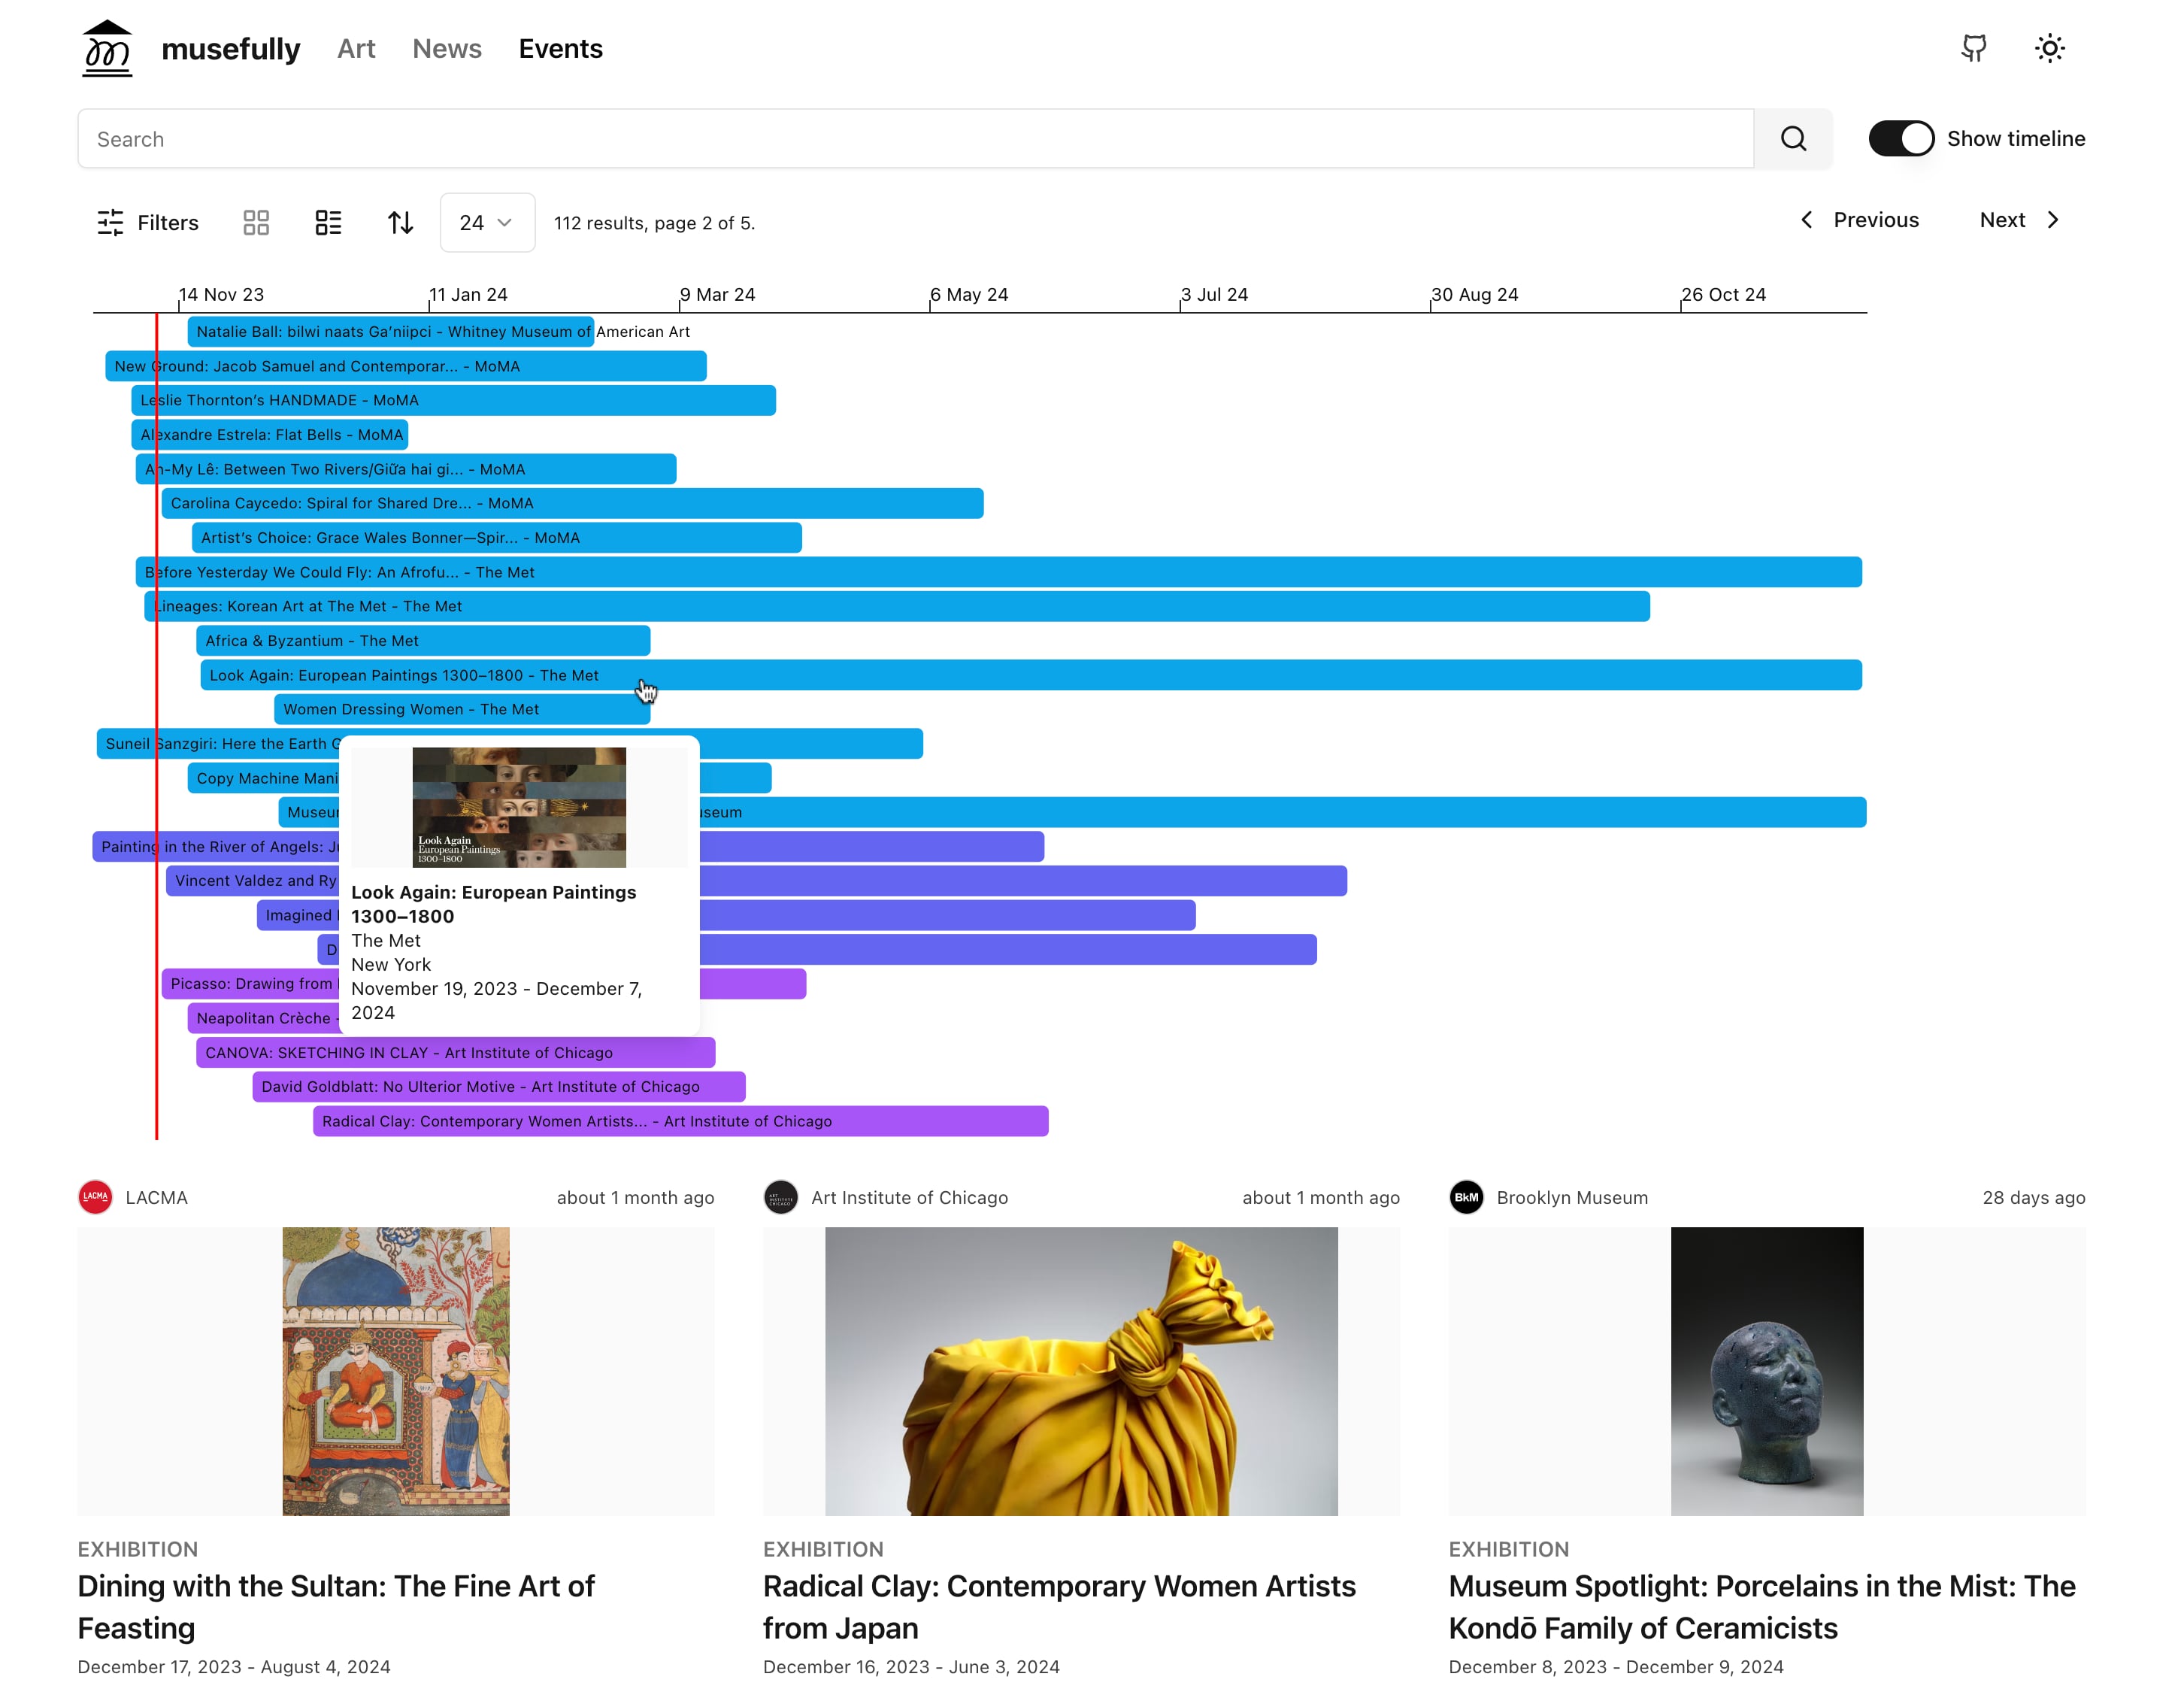 musefully Art News Events
Search
Show timeline
Filters 24 112 results, page 2 of 5. Previous Next
14 Nov 23 11 Jan 24 9 Mar 24 6 May 24 3 Jul 24 30 Aug 24 26 Oct 24
Natalie Ball: bilwi naats Ga’niipci - Whitney Museum of American Art
New Ground: Jacob Samuel and Contemporar... - MoMA
Leslie Thornton’s HANDMADE - MoMA
Alexandre Estrela: Flat Bells - MoMA
An-My Lê: Between Two Rivers/Giữa hai gi... - MoMA
Carolina Caycedo: Spiral for Shared Dre... - MoMA
Artist’s Choice: Grace Wales Bonner—Spir... - MoMA
Before Yesterday We Could Fly: An Afrofu... - The Met
Lineages: Korean Art at The Met - The Met
Africa & Byzantium - The Met
Look Again: European Paintings 1300–1800 - The Met
Women Dressing Women - The Met
Suneil Sanzgiri: Here the Earth
Copy Machine Mani
Painting in the River of Angels:
Vincent Valdez and Ry
Imagined
D
Picasso: Drawing from
Neapolitan Crèche -
Look Again
European Paintings
1300–1800
Look Again: European Paintings
1300–1800
The Met
New York
November 19, 2023 - December 7,
2024
CANOVA: SKETCHING IN CLAY - Art Institute of Chicago
David Goldblatt: No Ulterior Motive - Art Institute of Chicago
Radical Clay: Contemporary Women Artists... - Art Institute of Chicago
LACMA LACMA about 1 month ago
EXHIBITION
Dining with the Sultan: The Fine Art of
Feasting
December 17, 2023 - August 4, 2024
ART INSTITUTE CHICAGO Art Institute of Chicago about 1 month ago
EXHIBITION
Radical Clay: Contemporary Women Artists
from Japan
December 16, 2023 - June 3, 2024
BkM Brooklyn Museum 28 days ago
EXHIBITION
Museum Spotlight: Porcelains in the Mist: The
Kondō Family of Ceramicists
December 8, 2023 - December 9, 2024